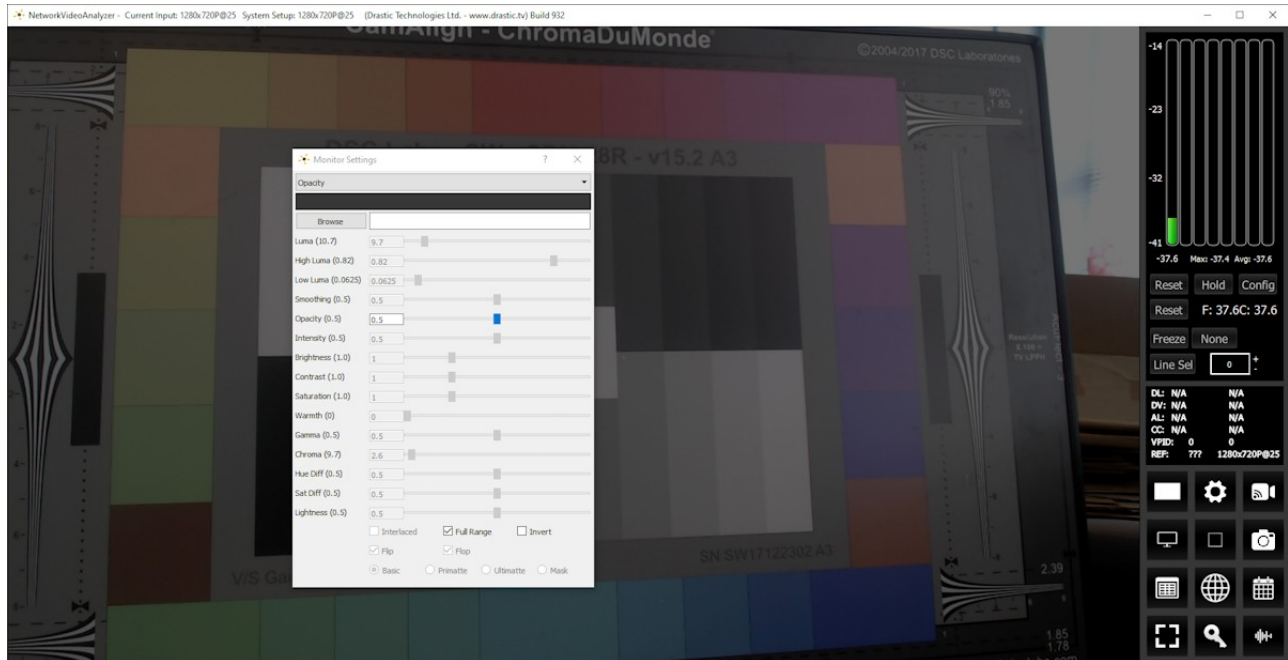 NetworkVideoAnalyzer - Current Input: 1280x720P@25 System Setup: 1280x720P@25 (Drastic Technologies Ltd. - www.drastic.tv) Build 932
CamAlign - ChromaDuMonde
©2004/2017 DSC Laboratories
90%
1.85
8R - v15.2 A3
Resolution
TV L/PH
SN:SW17122302 A3
V/S Ga
2.39
1.85
1.78
Monitor Settings
?
Opacity
Browse
Luma (10.7) 9.7
High Luma (0.82) 0.82
Low Luma (0.0625) 0.0625
Smoothing (0.5) 0.5
Opacity (0.5) 0.5
Intensity (0.5) 0.5
Brightness (1.0) 1
Contrast (1.0) 1
Saturation (1.0) 1
Warmth (0) 0
Gamma (0.5) 0.5
Chroma (9.7) 2.6
Hue Diff (0.5) 0.5
Sat Diff (0.5) 0.5
Lightness (0.5) 0.5
Interlaced Full Range Invert
Flip Flop
Basic Primatte Ultimatte Mask
-14
-23
-32
-41
-37.6 Max: -37.4 Avg: -37.6
Reset Hold Config
Reset F: 37.6C: 37.6
Freeze None
Line Sel 0 + -
DL: N/A N/A
DV: N/A N/A
AL: N/A N/A
CC: N/A N/A
VPID: 0 0
REF: ??? 1280x720P@25